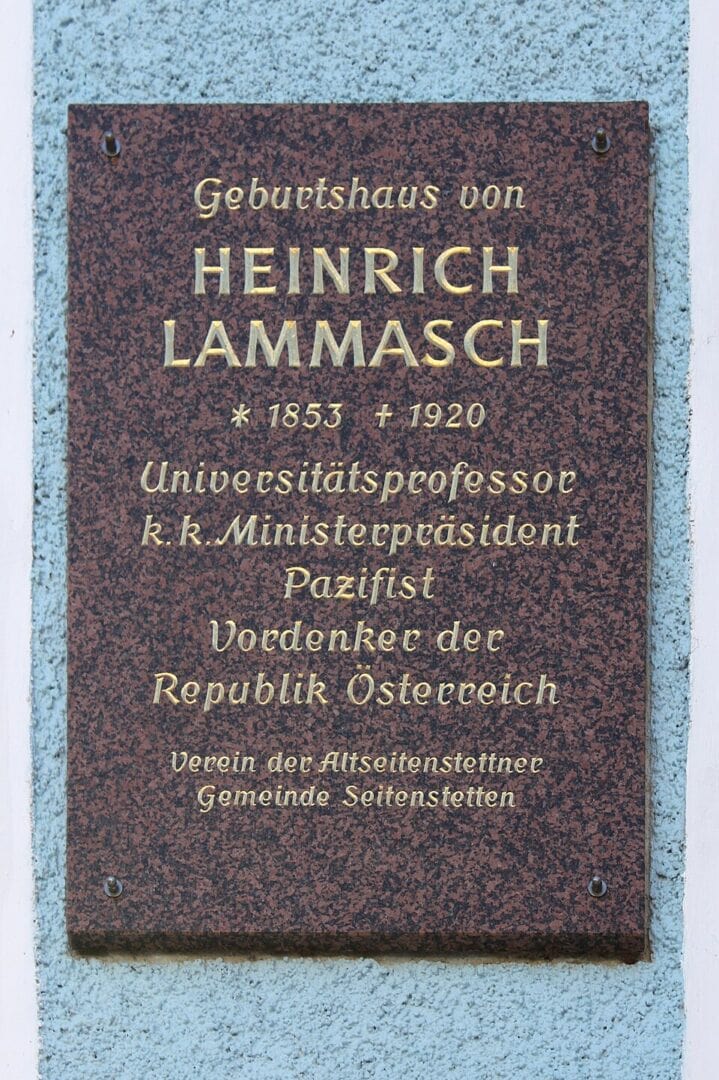 Geburtshaus von
HEINRICH
LAMMASCH
* 1853 † 1920
Universitätsprofessor
k. k. Ministerpräsident
Pazifist
Vordenker der
Republik Österreich
Verein der Altseitenstettner
Gemeinde Seitenstetten